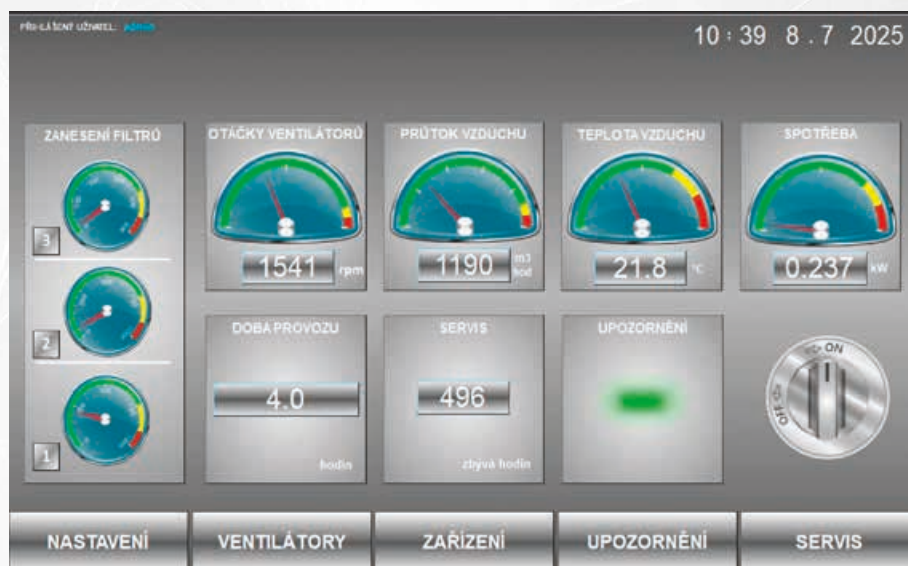 PŘIHLÁŠENÝ UŽIVATEL: admin
10 : 39 8 . 7 2025
ZANESENÍ FILTRŮ
3
2
1
OTÁČKY VENTILÁTORŮ
1541 rpm
PRŮTOK VZDUCHU
1190 m3
hod
TEPLOTA VZDUCHU
21.8 °C
SPOTŘEBA
0.237 kW
DOBA PROVOZU
4.0
hodin
SERVIS
496
zbývá hodin
UPOZORNĚNÍ
ON
OFF
NASTAVENÍ
VENTILÁTORY
ZAŘÍZENÍ
UPOZORNĚNÍ
SERVIS